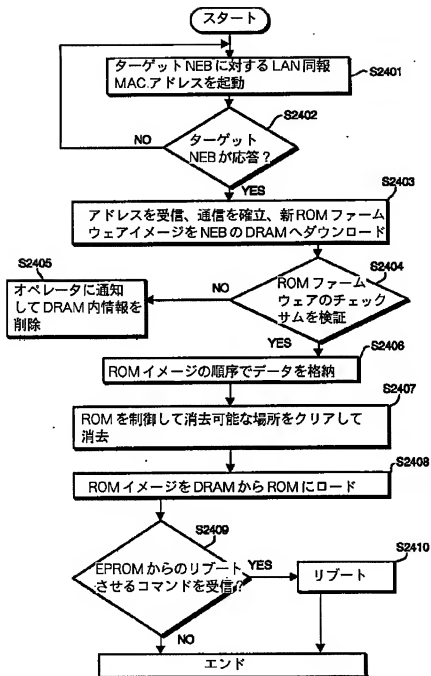 スタート
ターゲットNEBに対するLAN同報
MAC.アドレスを起動
S2401
S2402
ターゲット
NEBが応答?
NO
YES
S2403
アドレスを受信、通信を確立、新ROMファーム
ウェアイメージをNEBのDRAMへダウンロード
S2404
ROMファーム
ウェアのチェック
サムを検証
NO
S2405
オペレータに通知
してDRAM内情報を
削除
YES
S2406
ROMイメージの順序でデータを格納
S2407
ROMを制御して消去可能な場所をクリアして
消去
S2408
ROMイメージをDRAMからROMにロード
S2409
EPROMからのリブート
させるコマンドを受信?
YES
S2410
リブート
NO
エンド